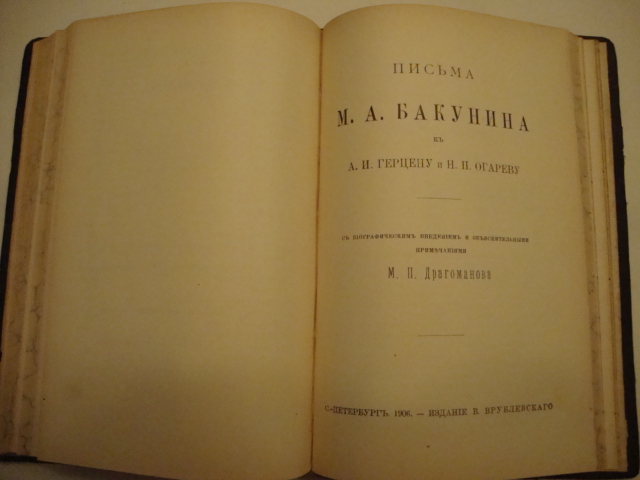 ПИСЬМА
М. А. БАКУНИНА
КЪ
А. И. ГЕРЦЕНУ И Н. П. ОГАРЕВУ
СЪ БІОГРАФИЧЕСКИМЪ ВВЕДЕНІЕМЪ И ОБЪЯСНИТЕЛЬНЫМИ
ПРИМѢЧАНІЯМИ
М. П. Драгоманова
С.-ПЕТЕРБУРГЪ. 1906. — ИЗДАНІЕ В. ВРУБЛЕВСКАГО